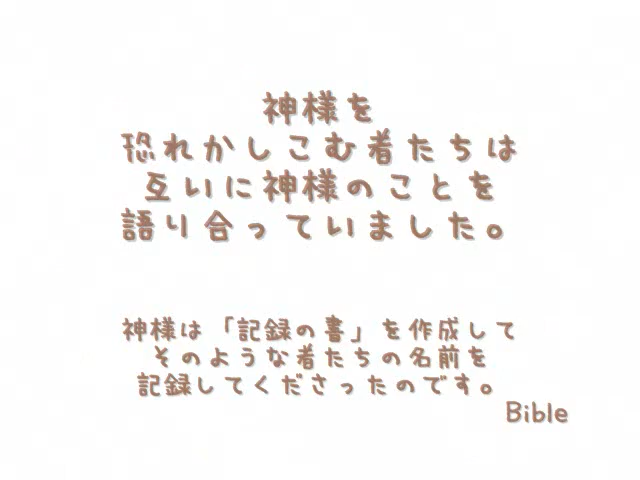 神様を
恐れかしこむ者たちは
互いに神様のことを
語り合っていました。
神様は「記録の書」を作成して
そのような者たちの名前を
記録してくださったのです。
Bible